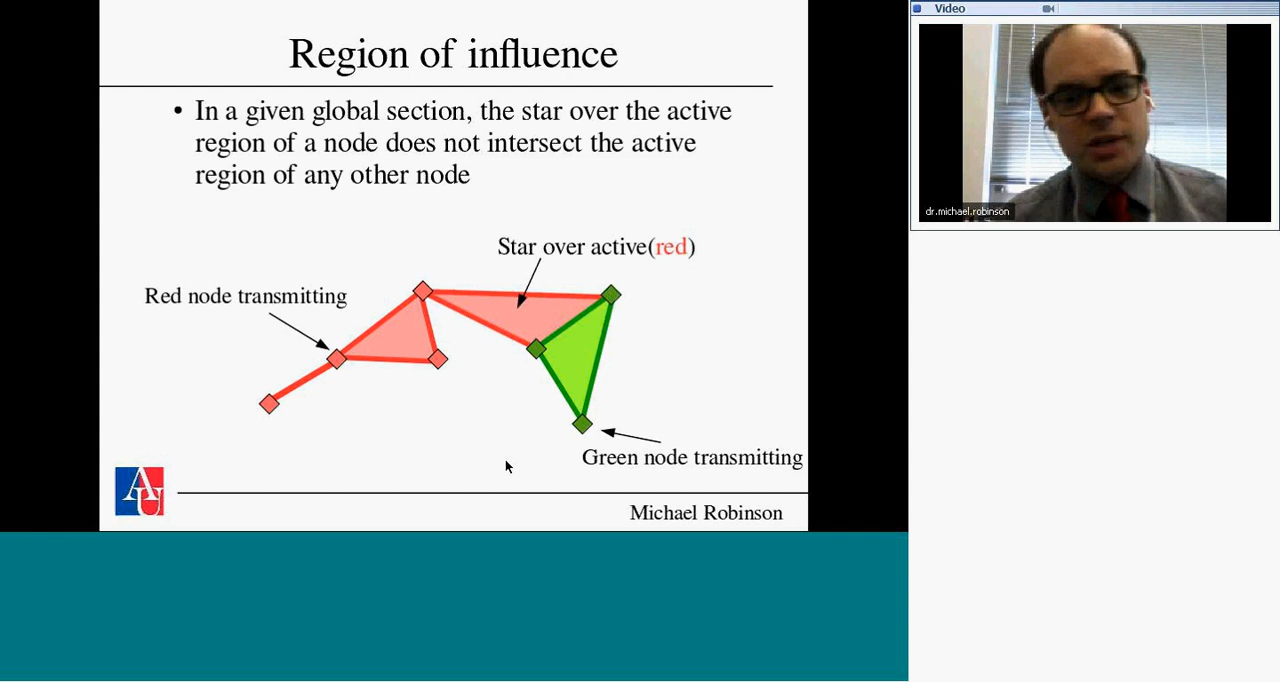 Region of influence
• In a given global section, the star over the active
region of a node does not intersect the active
region of any other node
Star over active(red)
Red node transmitting
Green node transmitting
AU
Michael Robinson
Video
dr.michael.robinson